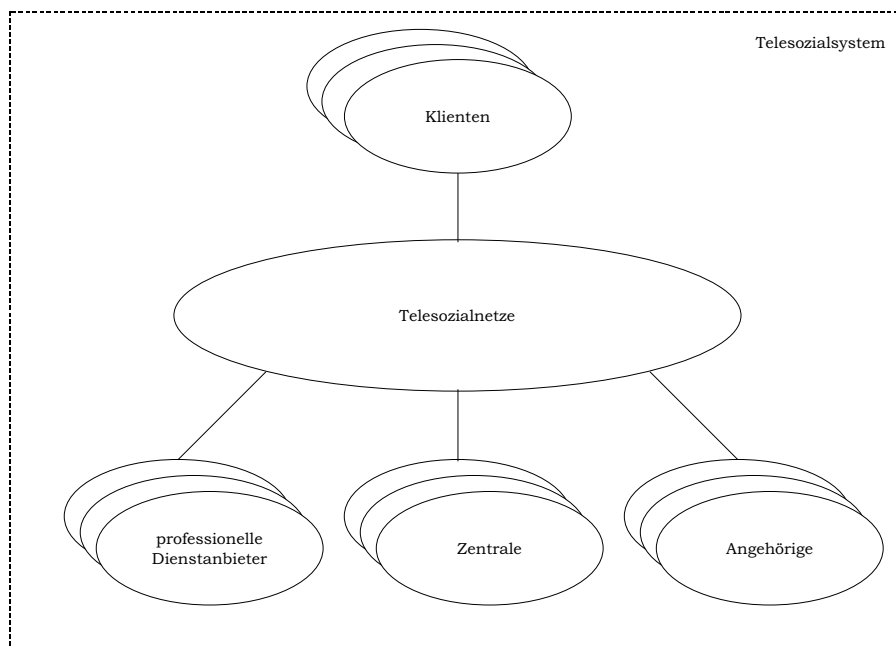 Telesozialsystem
Klienten
Telesozialnetze
professionelle
Dienstanbieter
Zentrale
Angehörige